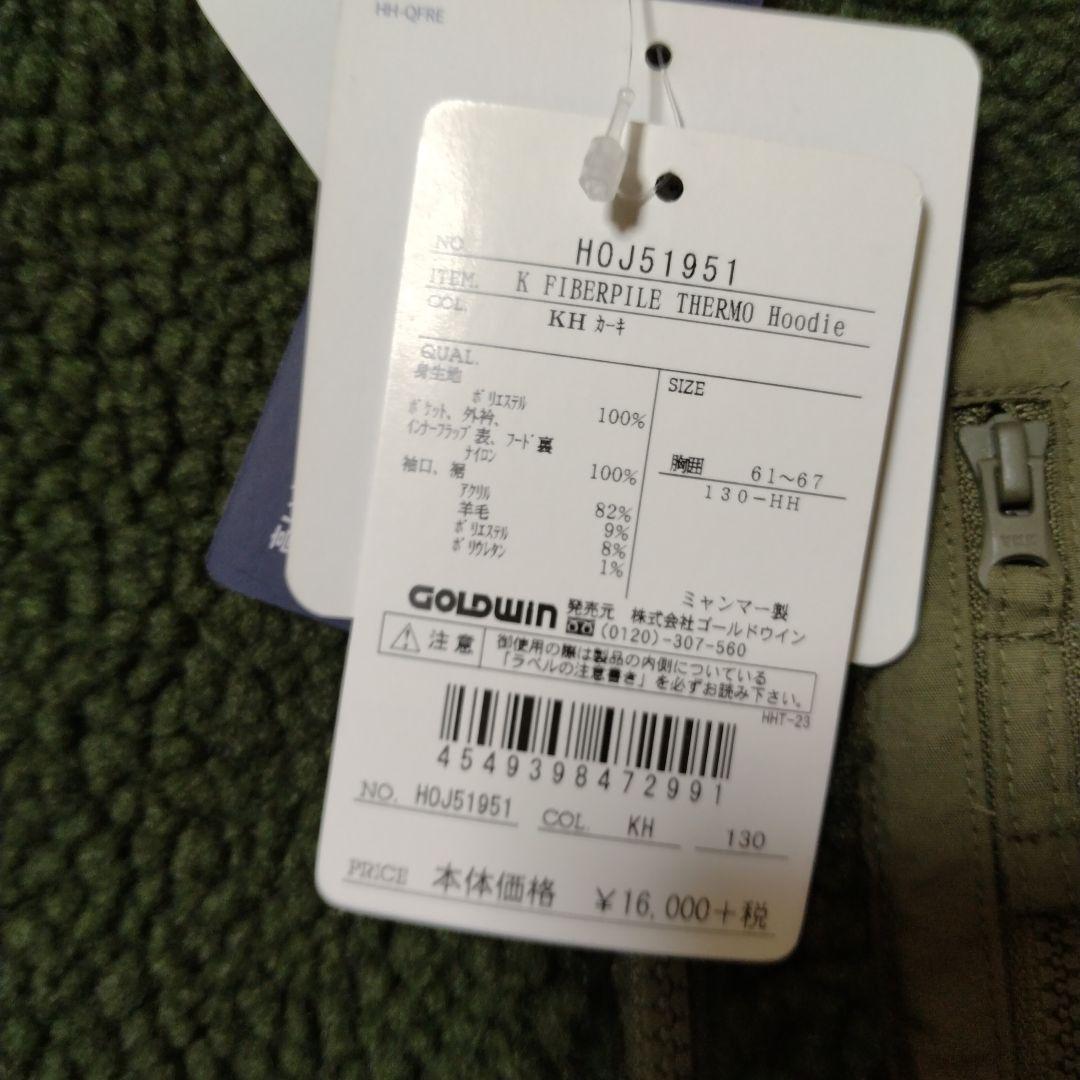 HH-QFRE
NO. HOJ51951
ITEM. K FIBERPILE THERMO Hoodie
COL. KH カーキ
QUAL.
身生地
ポリエステル 100%
ポケット、外衿、
インナーフラップ表、フード裏
ナイロン 100%
袖口、裾
アクリル 82%
羊毛 9%
ポリエステル 8%
ポリウレタン 1%
SIZE
胸囲 61〜67
130-HH
ミャンマー製
GOLDWIN 発売元 株式会社ゴールドウイン
(0120)-307-560
注意 御使用の際は製品の内側についている
「ラベルの注意書き」を必ずお読み下さい。
HHT-23
4549398472991
NO. HOJ51951 COL. KH 130
PRICE 本体価格 ¥16,000+税
YKK